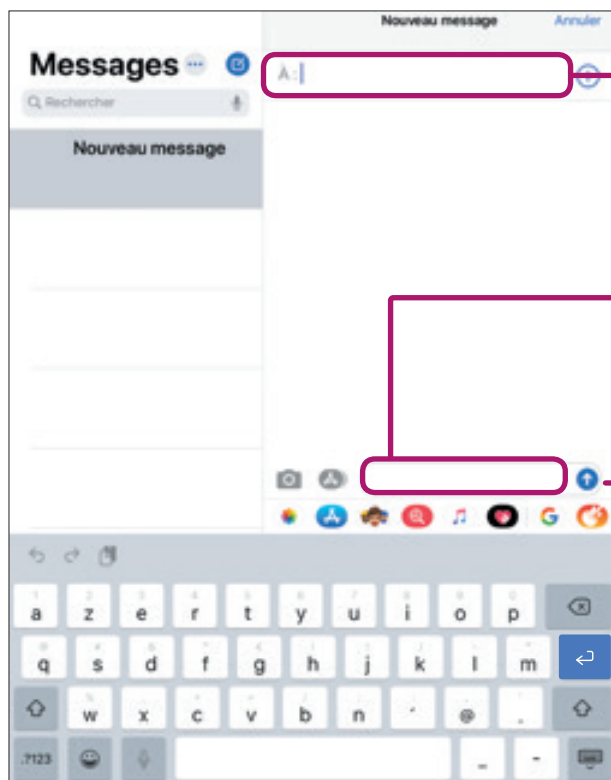 Nouveau message
Annuler
Messages
À :
Rechercher
Nouveau message
a z e r t y u i o p
q s d f g h j k l m
w x c v b n ' @ .
.?123 _ -